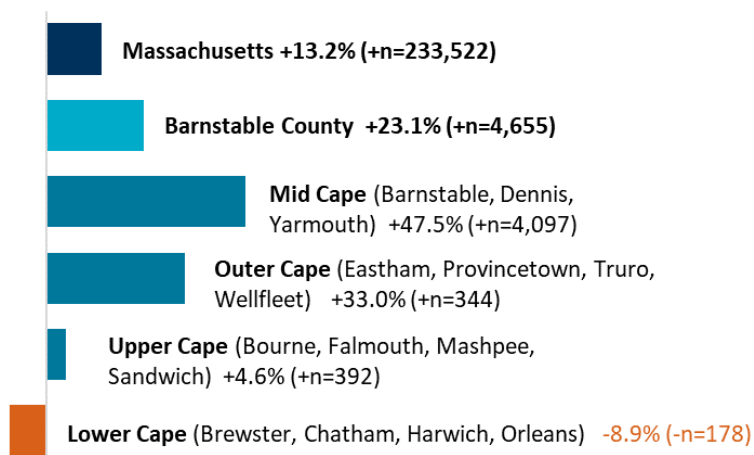 Massachusetts +13.2% (+n=233,522)
Barnstable County +23.1% (+n=4,655)
Mid Cape (Barnstable, Dennis,
Yarmouth) +47.5% (+n=4,097)
Outer Cape (Eastham, Provincetown, Truro,
Wellfleet) +33.0% (+n=344)
Upper Cape (Bourne, Falmouth, Mashpee,
Sandwich) +4.6% (+n=392)
Lower Cape (Brewster, Chatham, Harwich, Orleans) -8.9% (-n=178)